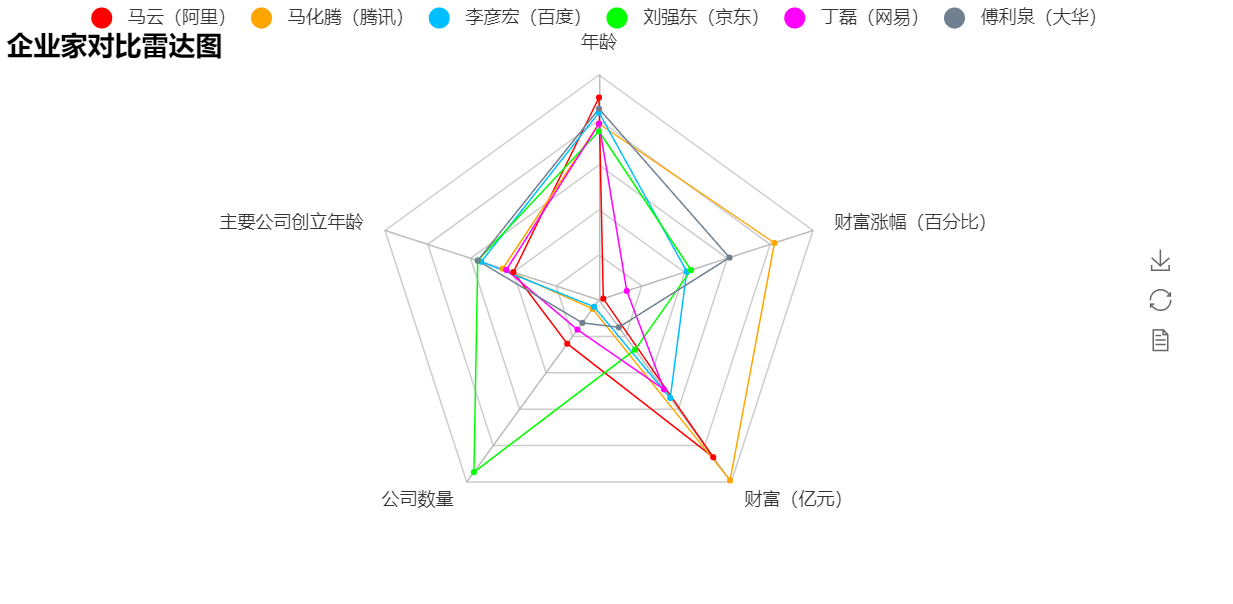 马云（阿里） 马化腾（腾讯） 李彦宏（百度） 刘强东（京东） 丁磊（网易） 傅利泉（大华）
企业家对比雷达图
年龄
主要公司创立年龄
财富涨幅（百分比）
公司数量
财富（亿元）